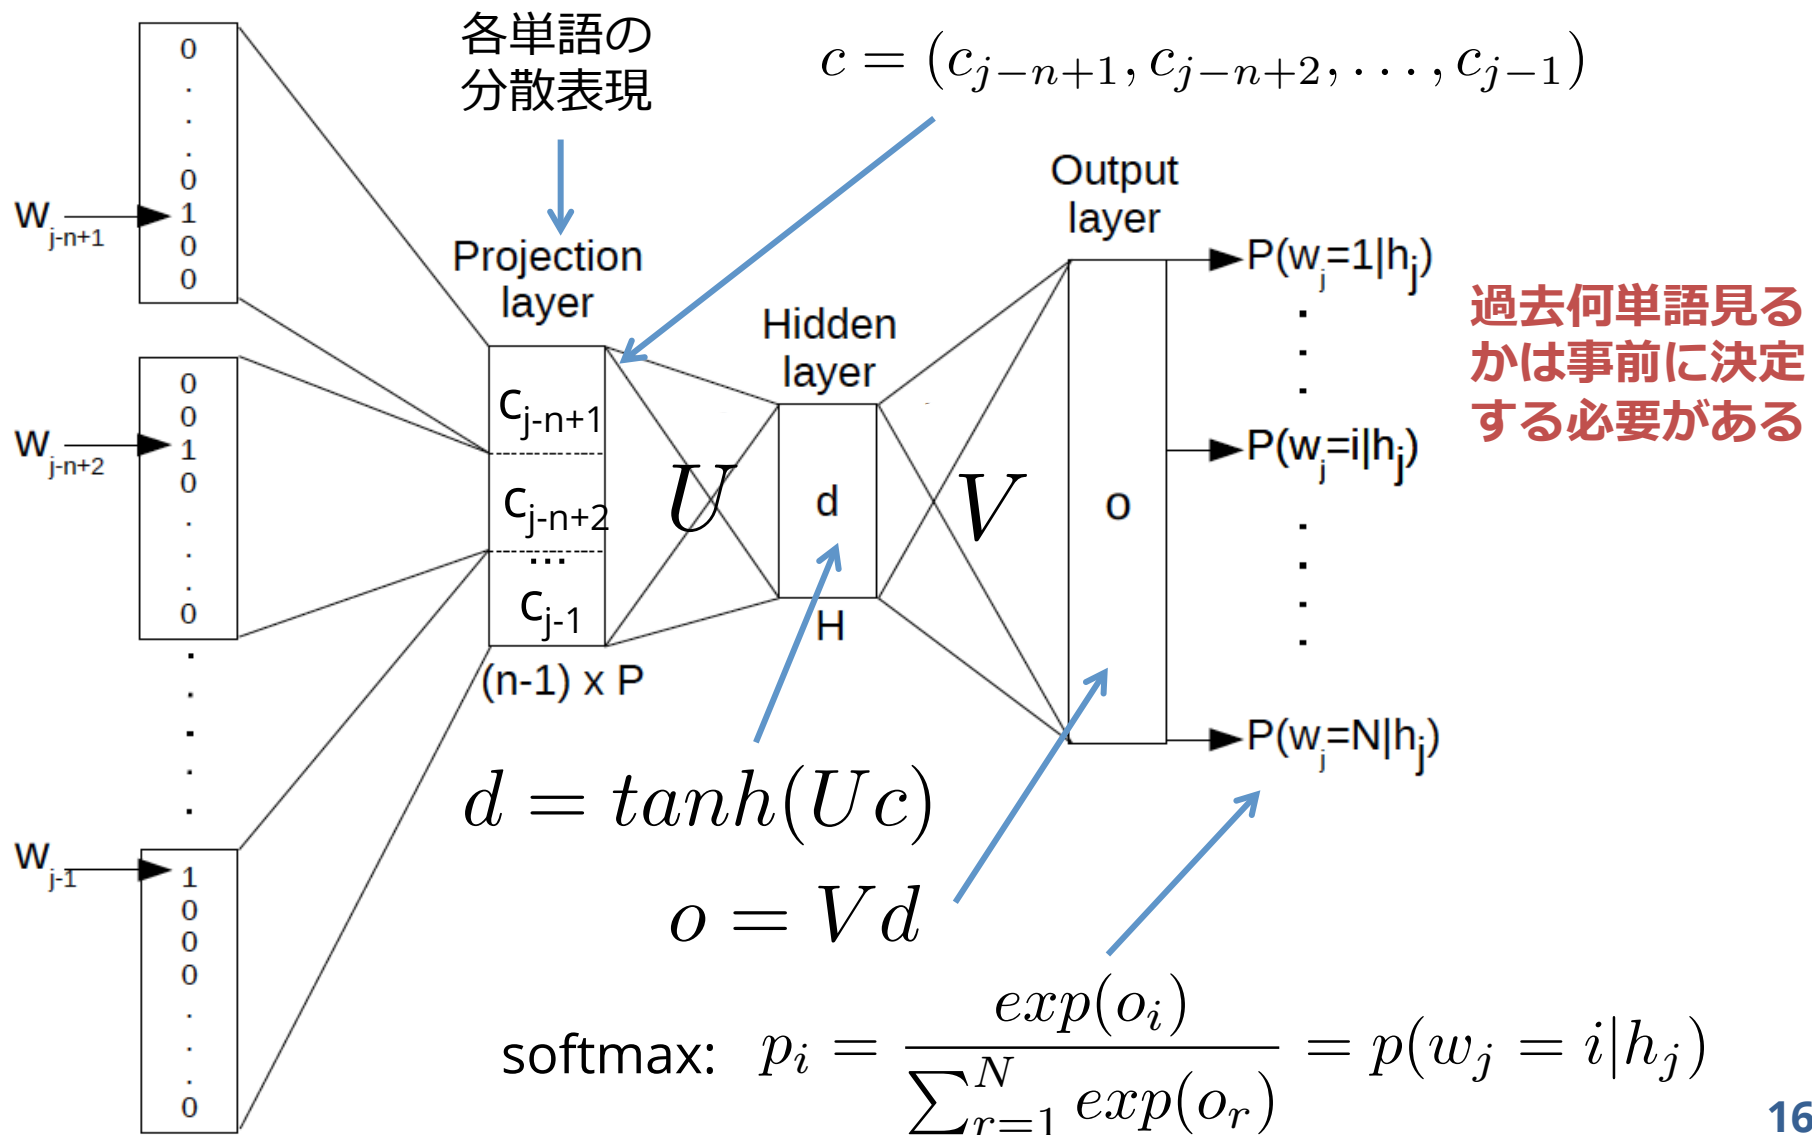 各単語の
分散表現
c = (c_{j-n+1}, c_{j-n+2}, . . . , c_{j-1})
0
.
.
.
0
1
0
0
w_{j-n+1}
Projection
layer
Hidden
layer
Output
layer
P(w_j=1|h_j)
.
.
.
P(w_j=i|h_j)
.
.
.
.
P(w_j=N|h_j)
過去何単語見る
かは事前に決定
する必要がある
0
0
1
0
.
.
.
0
w_{j-n+2}
.
.
.
.
.
c_{j-n+1}
c_{j-n+2}
...
c_{j-1}
(n-1) x P
U
d
H
V
o
w_{j-1}
1
0
0
0
.
.
.
0
d = tanh(Uc)
o = Vd
softmax: p_i = \frac{exp(o_i)}{\sum_{r=1}^{N} exp(o_r)} = p(w_j = i|h_j)
16